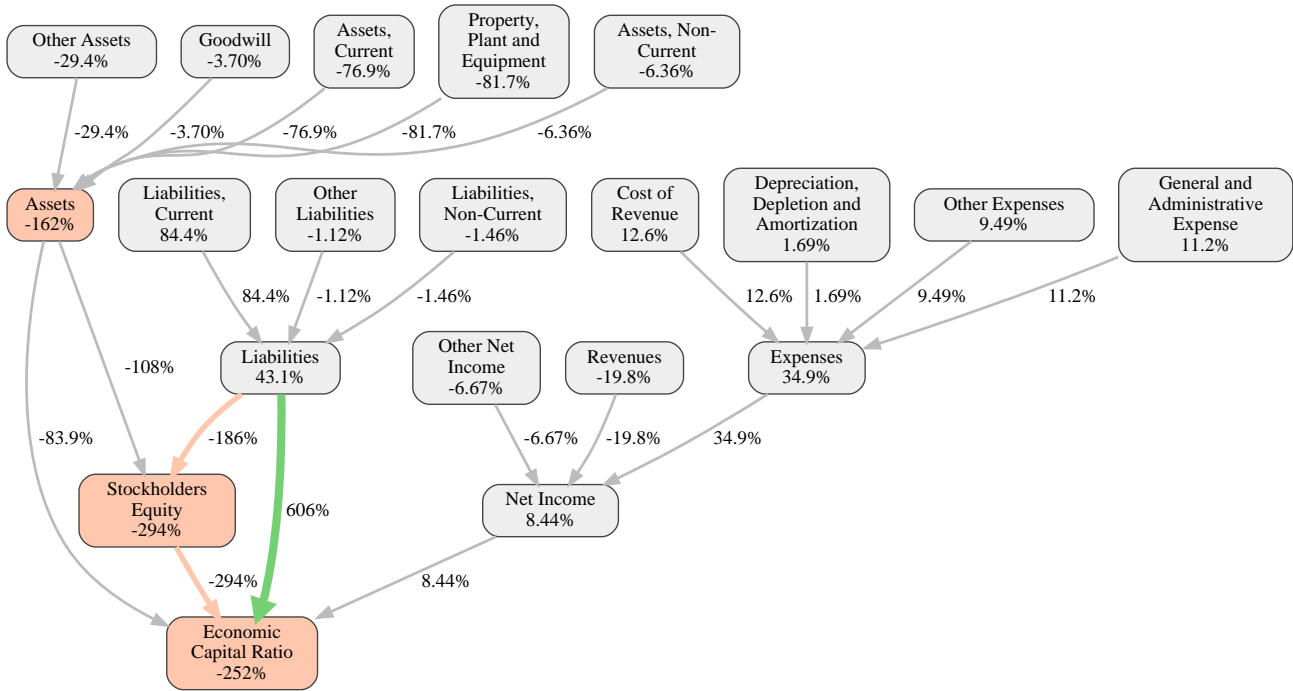 Other Assets
-29.4%
Goodwill
-3.70%
Assets,
Current
-76.9%
Property,
Plant and
Equipment
-81.7%
Assets, Non-
Current
-6.36%
-29.4%
-3.70%
-76.9%
-81.7%
-6.36%
Assets
-162%
Liabilities,
Current
84.4%
Other
Liabilities
-1.12%
Liabilities,
Non-Current
-1.46%
Cost of
Revenue
12.6%
Depreciation,
Depletion and
Amortization
1.69%
Other Expenses
9.49%
General and
Administrative
Expense
11.2%
84.4%
-1.12%
-1.46%
12.6%
1.69%
9.49%
11.2%
Liabilities
43.1%
Other Net
Income
-6.67%
Revenues
-19.8%
Expenses
34.9%
-108%
-83.9%
-186%
-6.67%
-19.8%
34.9%
Stockholders
Equity
-294%
606%
Net Income
8.44%
-294%
8.44%
Economic
Capital Ratio
-252%